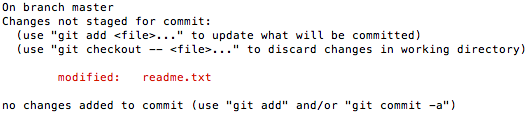 On branch master
Changes not staged for commit:
  (use "git add <file>..." to update what will be committed)
  (use "git checkout -- <file>..." to discard changes in working directory)
        modified:   readme.txt
no changes added to commit (use "git add" and/or "git commit -a")